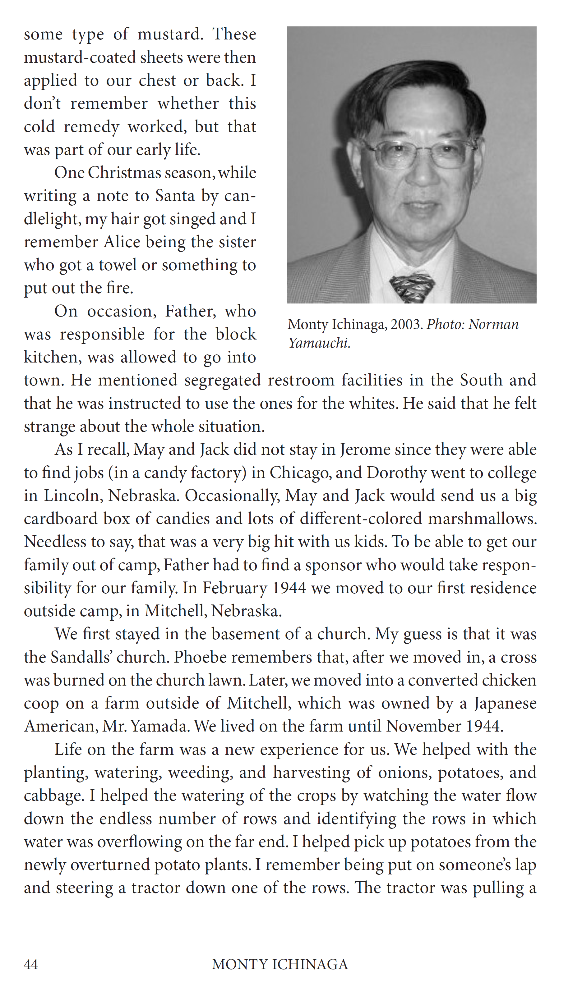 some type of mustard. These
mustard-coated sheets were then
applied to our chest or back. I
don’t remember whether this
cold remedy worked, but that
was part of our early life.
One Christmas season, while
writing a note to Santa by can-
dlelight, my hair got singed and I
remember Alice being the sister
who got a towel or something to
put out the fire.
On occasion, Father, who
was responsible for the block
kitchen, was allowed to go into
town. He mentioned segregated restroom facilities in the South and
that he was instructed to use the ones for the whites. He said that he felt
strange about the whole situation.
As I recall, May and Jack did not stay in Jerome since they were able
to find jobs (in a candy factory) in Chicago, and Dorothy went to college
in Lincoln, Nebraska. Occasionally, May and Jack would send us a big
cardboard box of candies and lots of different-colored marshmallows.
Needless to say, that was a very big hit with us kids. To be able to get our
family out of camp, Father had to find a sponsor who would take respon-
sibility for our family. In February 1944 we moved to our first residence
outside camp, in Mitchell, Nebraska.
We first stayed in the basement of a church. My guess is that it was
the Sandalls’ church. Phoebe remembers that, after we moved in, a cross
was burned on the church lawn. Later, we moved into a converted chicken
coop on a farm outside of Mitchell, which was owned by a Japanese
American, Mr. Yamada. We lived on the farm until November 1944.
Life on the farm was a new experience for us. We helped with the
planting, watering, weeding, and harvesting of onions, potatoes, and
cabbage. I helped the watering of the crops by watching the water flow
down the endless number of rows and identifying the rows in which
water was overflowing on the far end. I helped pick up potatoes from the
newly overturned potato plants. I remember being put on someone’s lap
and steering a tractor down one of the rows. The tractor was pulling a
Monty Ichinaga, 2003. Photo: Norman
Yamauchi.
44 MONTY ICHINAGA